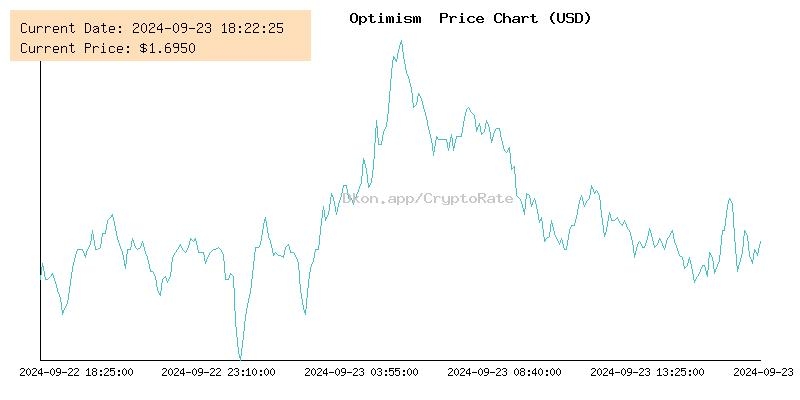 Optimism  Price Chart (USD)
Current Date: 2024-09-23 18:22:25
Current Price: $1.6950
Dkon.app/CryptoRate
2024-09-22 18:25:00 2024-09-22 23:10:00 2024-09-23 03:55:00 2024-09-23 08:40:00 2024-09-23 13:25:00 2024-09-23